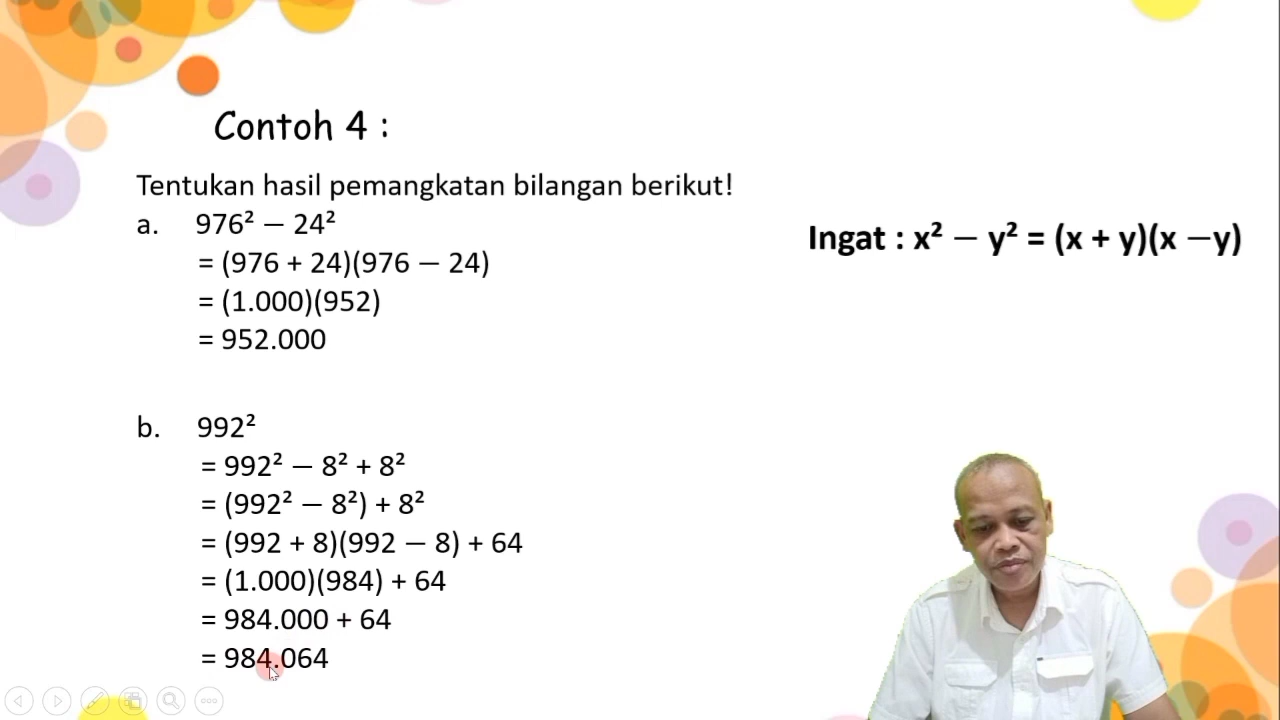 Contoh 4 :
Tentukan hasil pemangkatan bilangan berikut!
a. 976² – 24²
= (976 + 24)(976 – 24)
= (1.000)(952)
= 952.000
Ingat : x² – y² = (x + y)(x –y)
b. 992²
= 992² – 8² + 8²
= (992² – 8²) + 8²
= (992 + 8)(992 – 8) + 64
= (1.000)(984) + 64
= 984.000 + 64
= 984.064